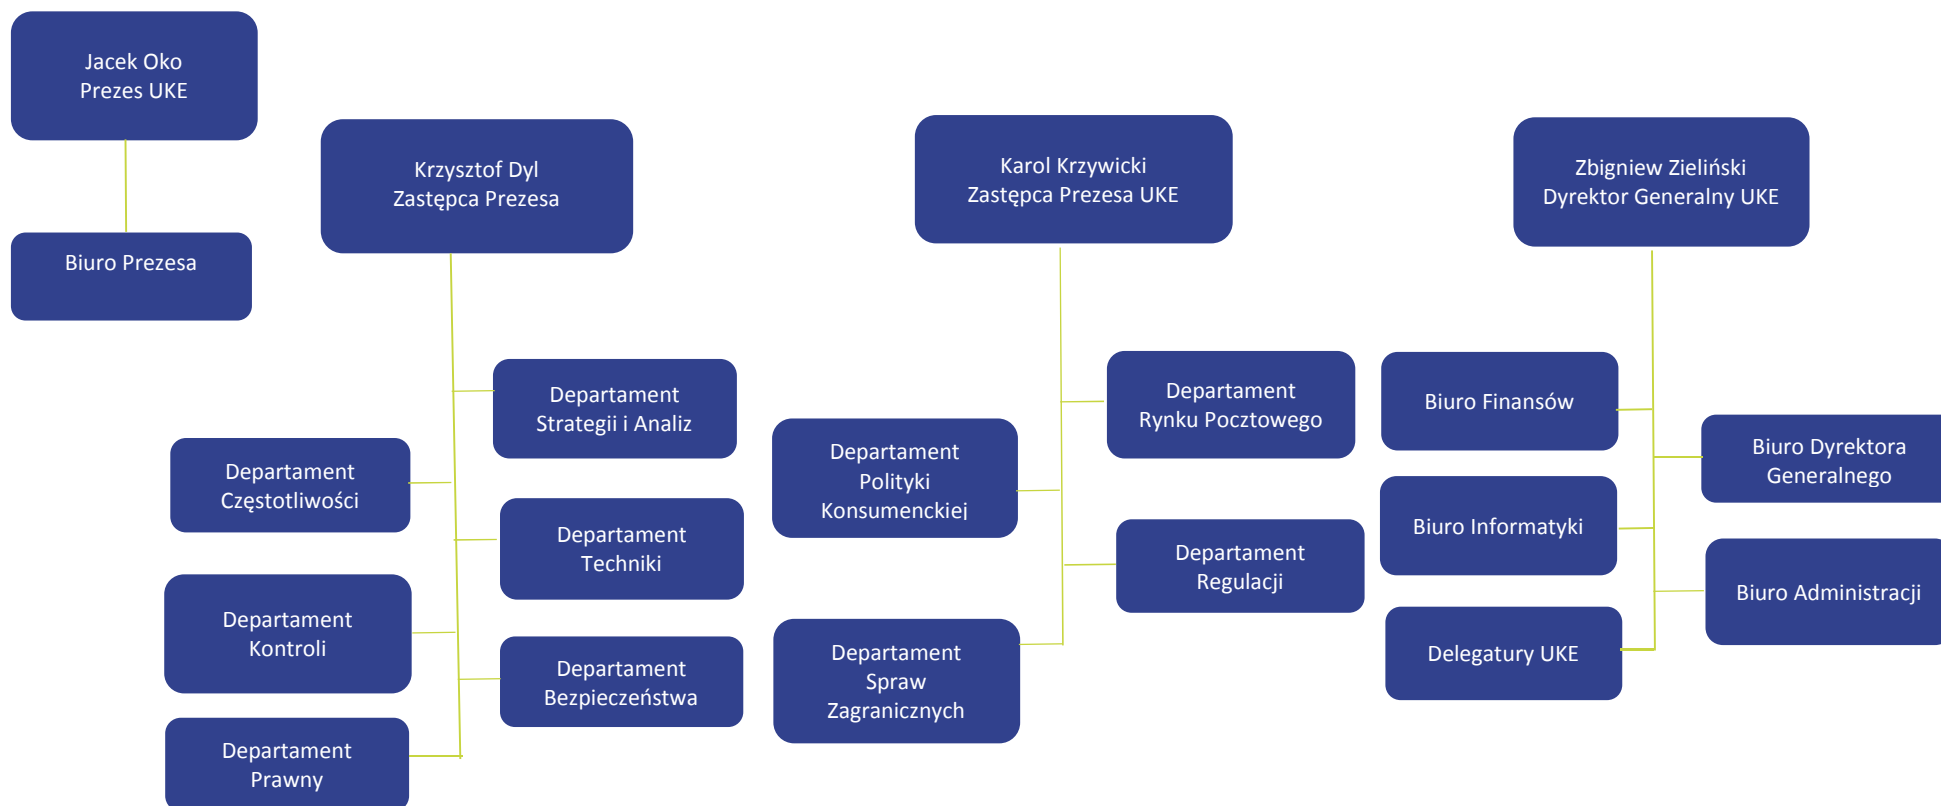 Jacek Oko
Prezes UKE
Biuro Prezesa
Krzysztof Dyl
Zastępca Prezesa
Departament
Strategii i Analiz
Departament
Częstotliwości
Departament
Techniki
Departament
Kontroli
Departament
Bezpieczeństwa
Departament
Prawny
Karol Krzywicki
Zastępca Prezesa UKE
Departament
Rynku Pocztowego
Departament
Polityki
Konsumenckiej
Departament
Regulacji
Departament
Spraw
Zagranicznych
Zbigniew Zieliński
Dyrektor Generalny UKE
Biuro Finansów
Biuro Dyrektora
Generalnego
Biuro Informatyki
Biuro Administracji
Delegatury UKE